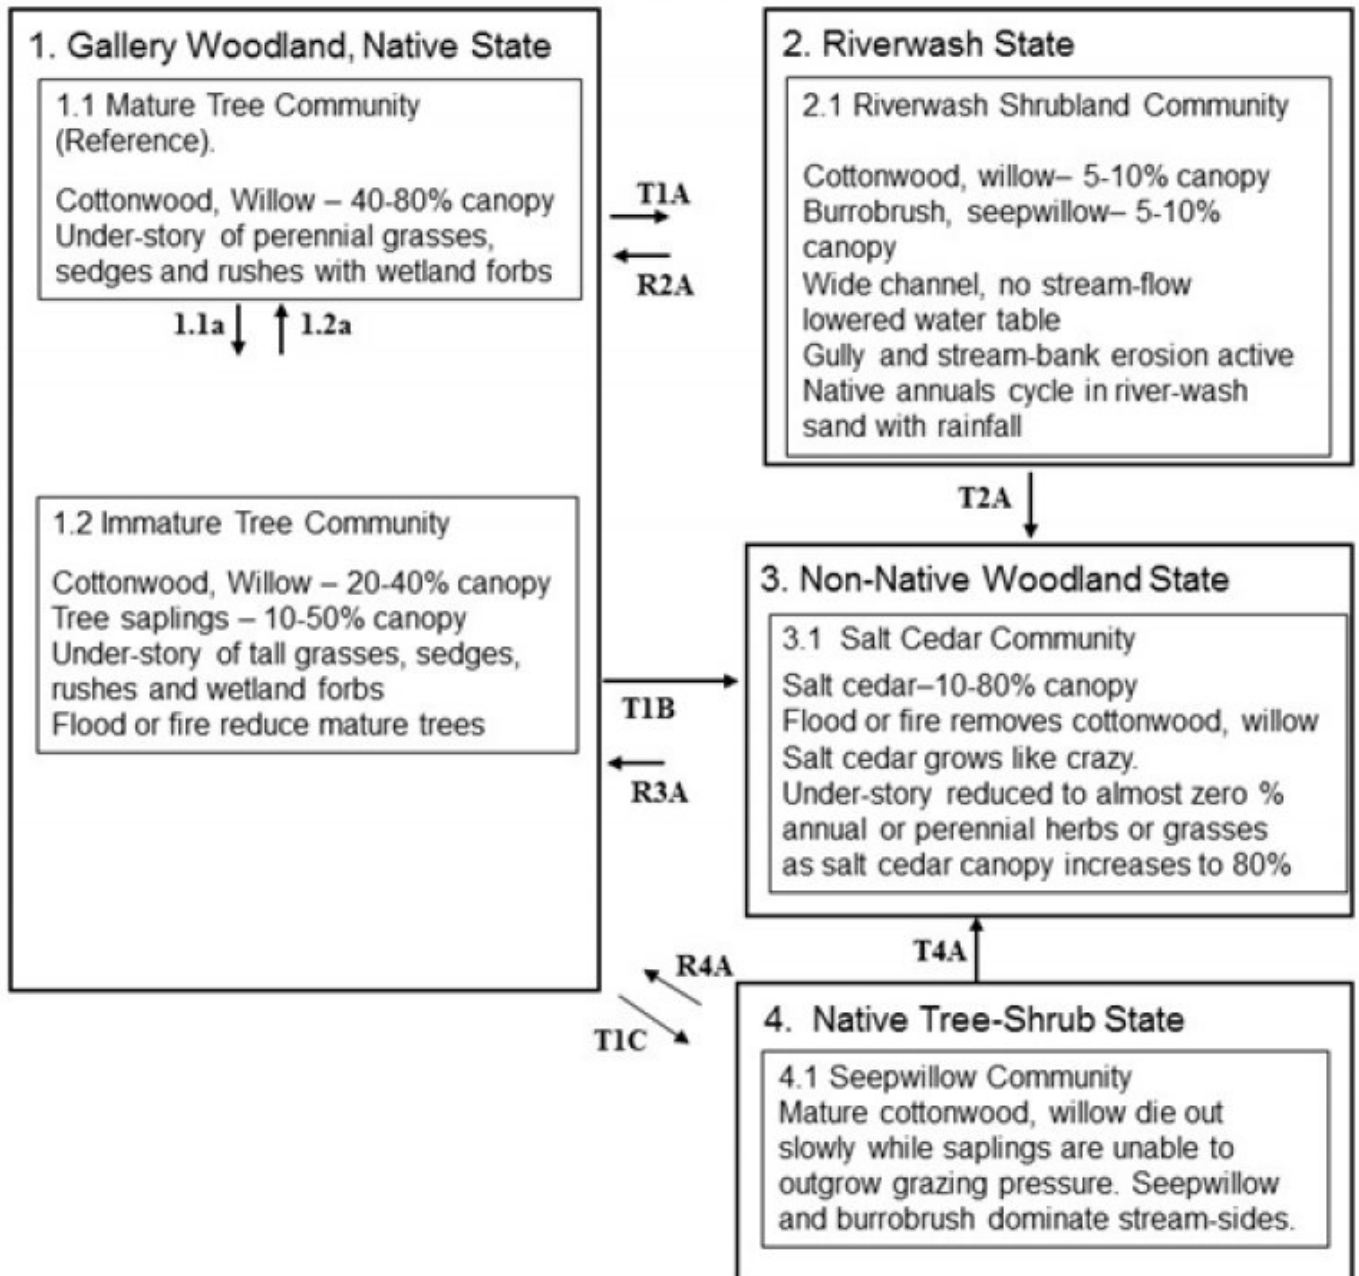 1. Gallery Woodland, Native State
1.1 Mature Tree Community
(Reference).
Cottonwood, Willow – 40-80% canopy
Under-story of perennial grasses,
sedges and rushes with wetland forbs
1.1a
1.2a
1.2 Immature Tree Community
Cottonwood, Willow – 20-40% canopy
Tree saplings – 10-50% canopy
Under-story of tall grasses, sedges,
rushes and wetland forbs
Flood or fire reduce mature trees
T1A
R2A
2. Riverwash State
2.1 Riverwash Shrubland Community
Cottonwood, willow– 5-10% canopy
Burrobrush, seepwillow– 5-10%
canopy
Wide channel, no stream-flow
lowered water table
Gully and stream-bank erosion active
Native annuals cycle in river-wash
sand with rainfall
T2A
T1B
R3A
3. Non-Native Woodland State
3.1 Salt Cedar Community
Salt cedar–10-80% canopy
Flood or fire removes cottonwood, willow
Salt cedar grows like crazy.
Under-story reduced to almost zero %
annual or perennial herbs or grasses
as salt cedar canopy increases to 80%
T4A
R4A
T1C
4. Native Tree-Shrub State
4.1 Seepwillow Community
Mature cottonwood, willow die out
slowly while saplings are unable to
outgrow grazing pressure. Seepwillow
and burrobrush dominate stream-sides.